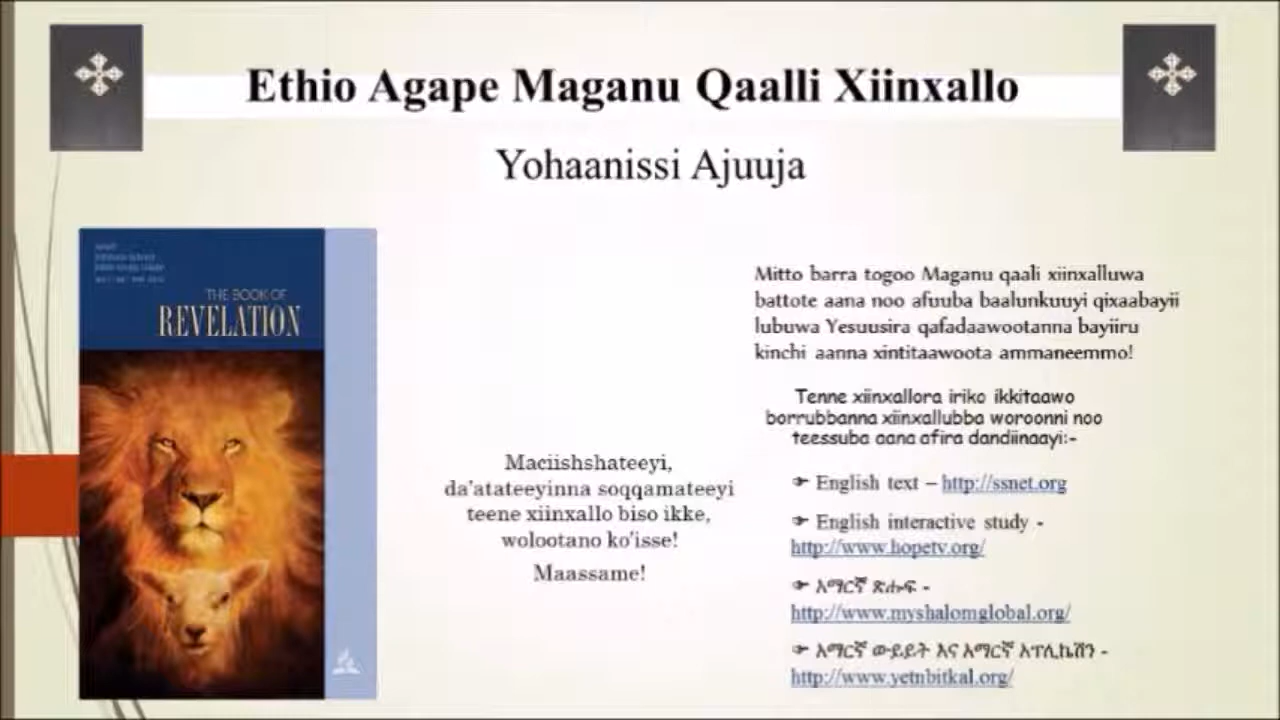 Ethio Agape Maganu Qaalli Xiinxallo
Yohaanissi Ajuuja
THE BOOK OF
REVELATION
Maciishshateeyi,
da'atateeyinna soqqamateeyi
teene xiinxallo biso ikke,
wolootano ko'isse!
Maassame!
Mitto barra togoo Maganu qaali xiinxalluwa
battote aana noo afuuba baalunkuuyi qixaabayii
lubuwa Yesuusira qafadaawootanna bayiiru
kinchi aanna xintitaawoota ammaneemmo!
Tenne xiinxallora iriko ikkitaawo
borrubbanna xiinxallubba woroonni noo
teessuba aana afira dandiinaayi:-
☛ English text – http://ssnet.org
☛ English interactive study -
http://www.hopetv.org/
☛ አማርኛ ጽሑፍ -
http://www.myshalomglobal.org/
☛ አማርኛ ውይይት እና አማርኛ አፕሊኬሽን -
http://www.yetnbitkal.org/